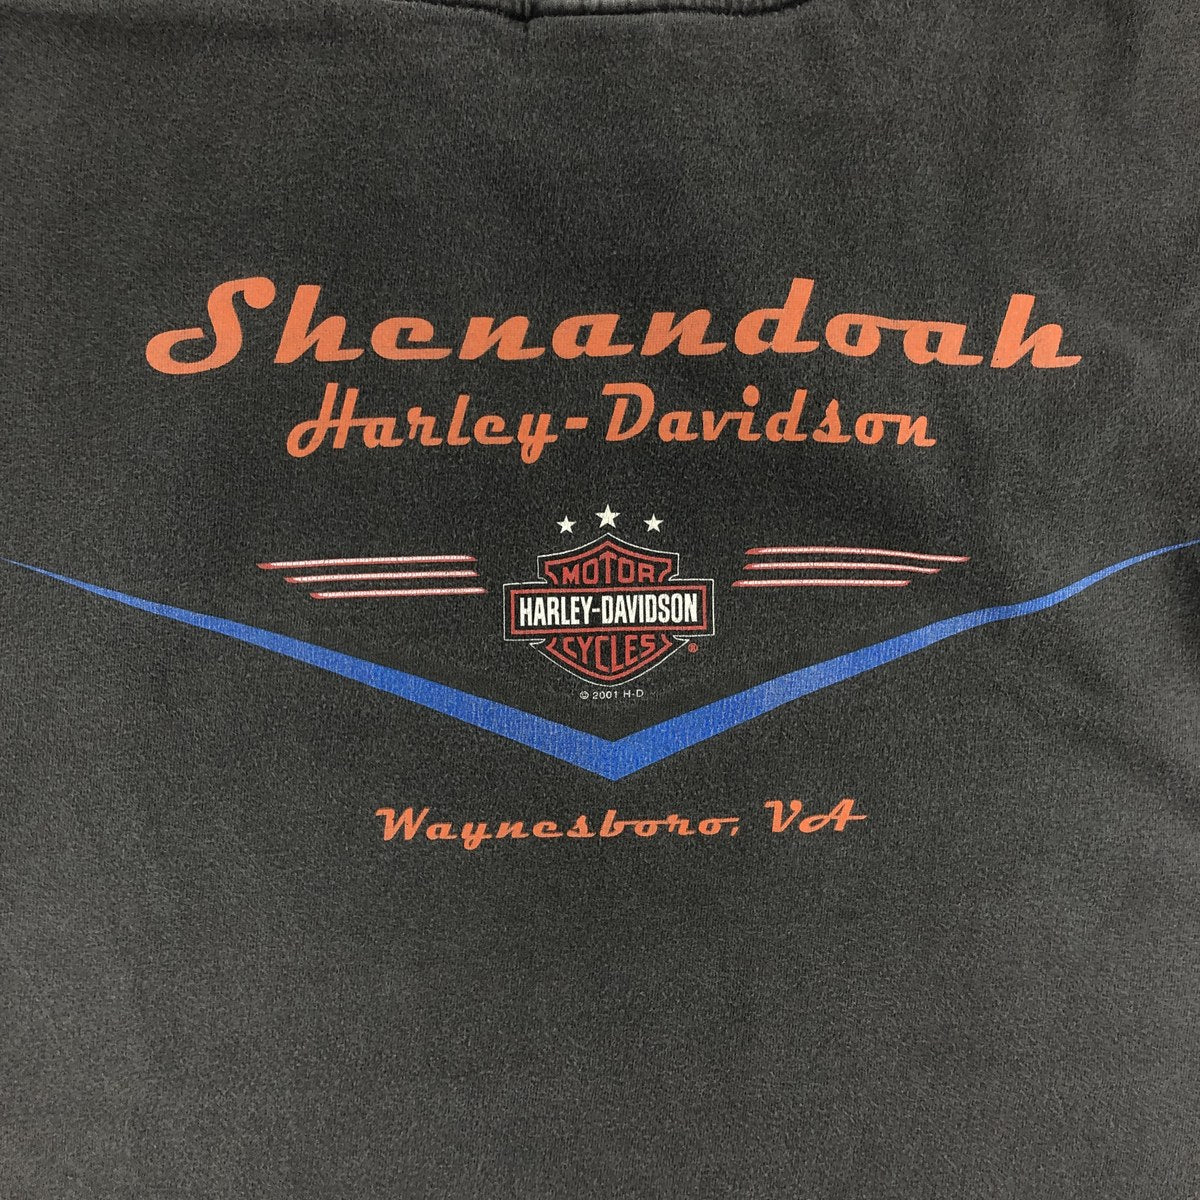 Shenandoah
Harley-Davidson
MOTOR
HARLEY-DAVIDSON
CYCLES ®
© 2001 H-D
Waynesboro, VA